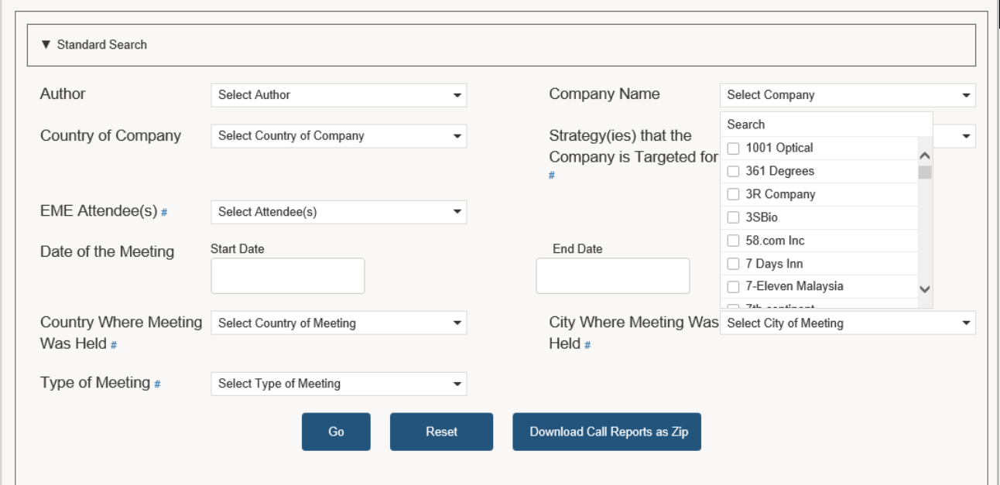 ▼ Standard Search
Author
Select Author
Company Name
Select Company
Search
1001 Optical
361 Degrees
3R Company
3SBio
58.com Inc
7 Days Inn
7-Eleven Malaysia
Country of Company
Select Country of Company
Strategy(ies) that the
Company is Targeted for
#
EME Attendee(s) #
Select Attendee(s)
Date of the Meeting
Start Date
End Date
Country Where Meeting
Was Held #
Select Country of Meeting
City Where Meeting Was
Held #
Select City of Meeting
Type of Meeting #
Select Type of Meeting
Go
Reset
Download Call Reports as Zip